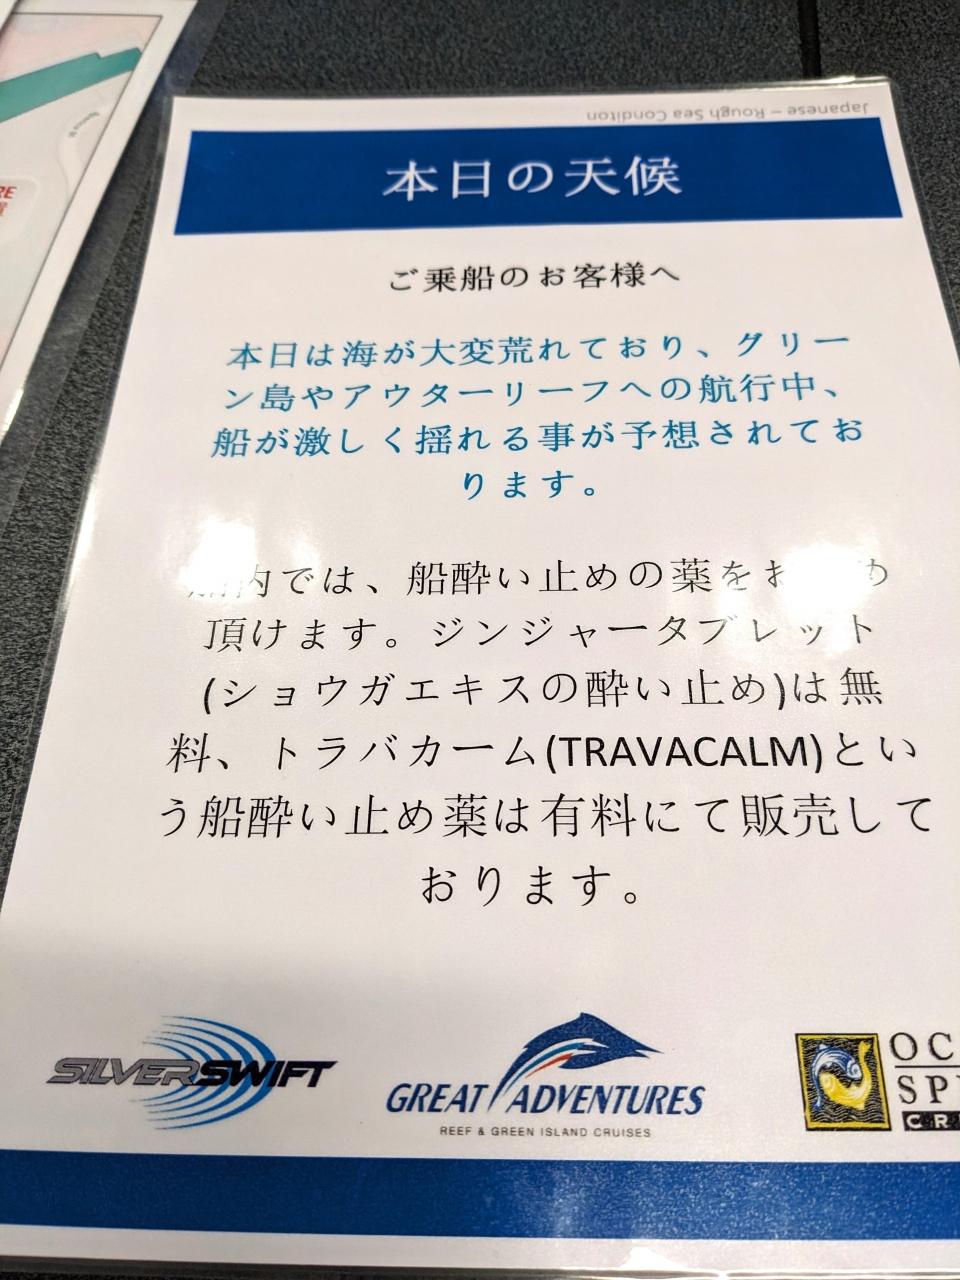 Japanese – Rough Sea Conditon
本日の天候
ご乗船のお客様へ
本日は海が大変荒れており、グリー
ン島やアウターリーフへの航行中、
船が激しく揺れる事が予想されてお
ります。
内では、船酔い止めの薬をお め
頂けます。ジンジャータブレット
(ショウガエキスの酔い止め)は無
料、トラバカーム(TRAVACALM)とい
う船酔い止め薬は有料にて販売して
おります。
SILVERSWIFT
GREAT ADVENTURES
REEF & GREEN ISLAND CRUISES
OC
SP
CR
RE